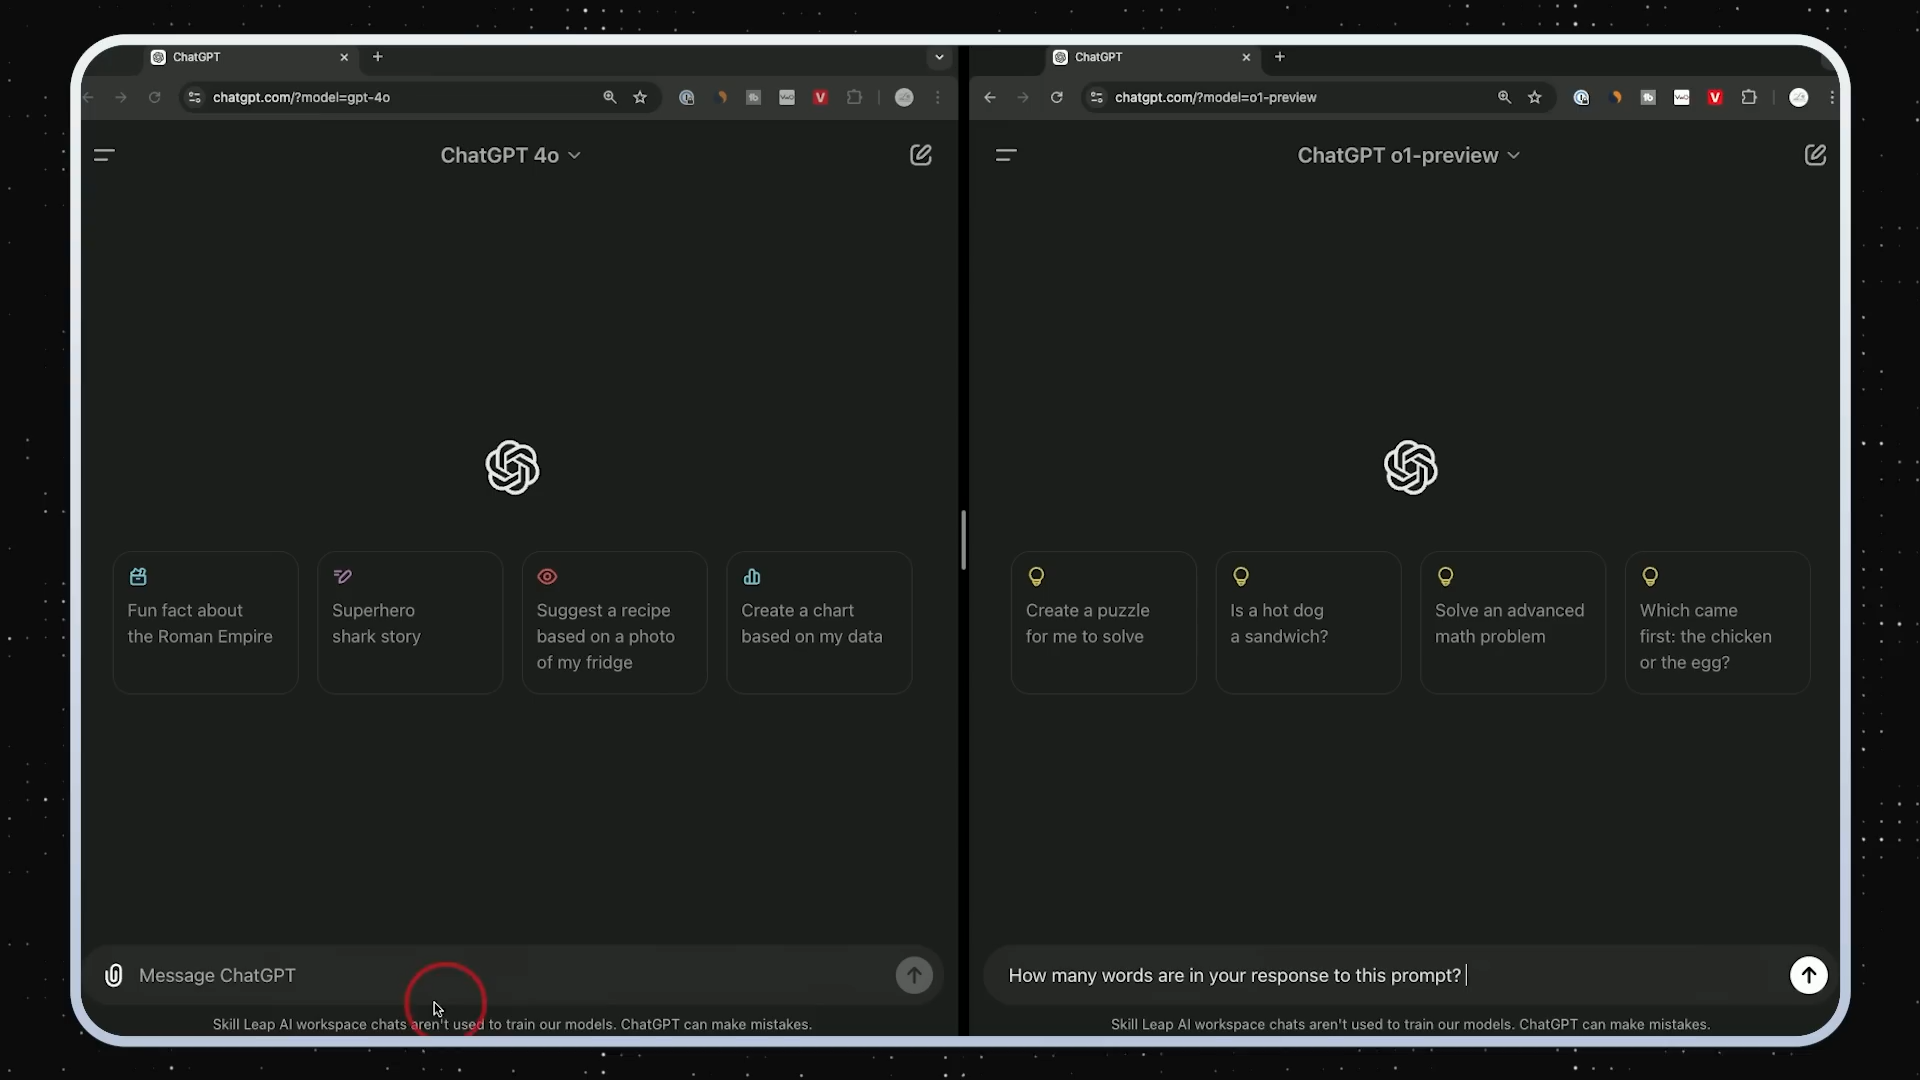 ChatGPT
chatgpt.com/?model=gpt-4o
ChatGPT 4o
Fun fact about
the Roman Empire
Superhero
shark story
Suggest a recipe
based on a photo
of my fridge
Create a chart
based on my data
Message ChatGPT
Skill Leap AI workspace chats aren't used to train our models. ChatGPT can make mistakes.
ChatGPT
chatgpt.com/?model=o1-preview
ChatGPT o1-preview
Create a puzzle
for me to solve
Is a hot dog
a sandwich?
Solve an advanced
math problem
Which came
first: the chicken
or the egg?
How many words are in your response to this prompt?
Skill Leap AI workspace chats aren't used to train our models. ChatGPT can make mistakes.